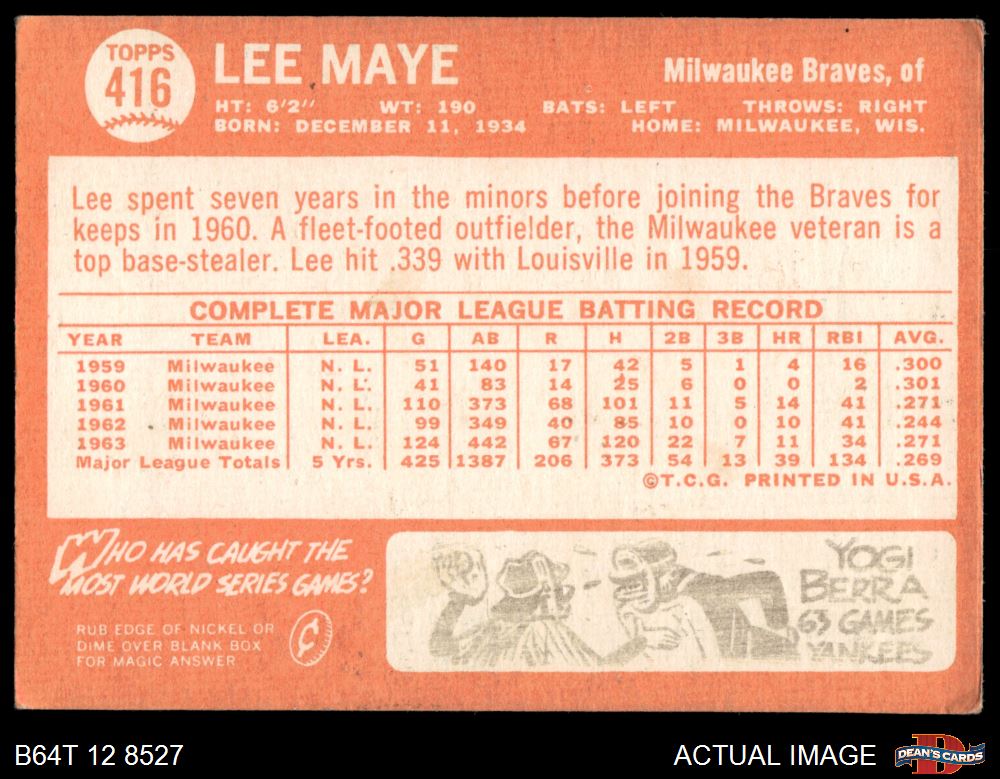 TOPPS
416
LEE MAYE
Milwaukee Braves, of
HT: 6'2" WT: 190 BATS: LEFT THROWS: RIGHT
BORN: DECEMBER 11, 1934 HOME: MILWAUKEE, WIS.
Lee spent seven years in the minors before joining the Braves for
keeps in 1960. A fleet-footed outfielder, the Milwaukee veteran is a
top base-stealer. Lee hit .339 with Louisville in 1959.
COMPLETE MAJOR LEAGUE BATTING RECORD
YEAR TEAM LEA. G AB R H 2B 3B HR RBI AVG.
1959 Milwaukee N. L. 51 140 17 42 5 1 4 16 .300
1960 Milwaukee N. L. 41 83 14 25 6 0 0 2 .301
1961 Milwaukee N. L. 110 373 68 101 11 5 14 41 .271
1962 Milwaukee N. L. 99 349 40 85 10 0 10 41 .244
1963 Milwaukee N. L. 124 442 67 120 22 7 11 34 .271
Major League Totals 5 Yrs. 425 1387 206 373 54 13 39 134 .269
©T.C.G. PRINTED IN U.S.A.
WHO HAS CAUGHT THE
MOST WORLD SERIES GAMES?
RUB EDGE OF NICKEL OR
DIME OVER BLANK BOX
FOR MAGIC ANSWER
¢
YOGI
BERRA
63 GAMES
YANKEES
B64T 12 8527
ACTUAL IMAGE
DEAN'S CARDS